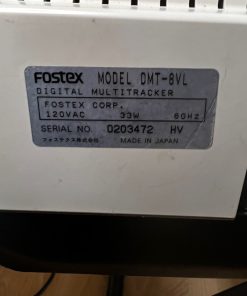 FOSTEX MODEL DMT-8VL
DIGITAL MULTITRACKER
FOSTEX CORP.
120VAC 33W 60Hz
SERIAL NO. 0203472 HV
フォステクス株式会社 MADE IN JAPAN